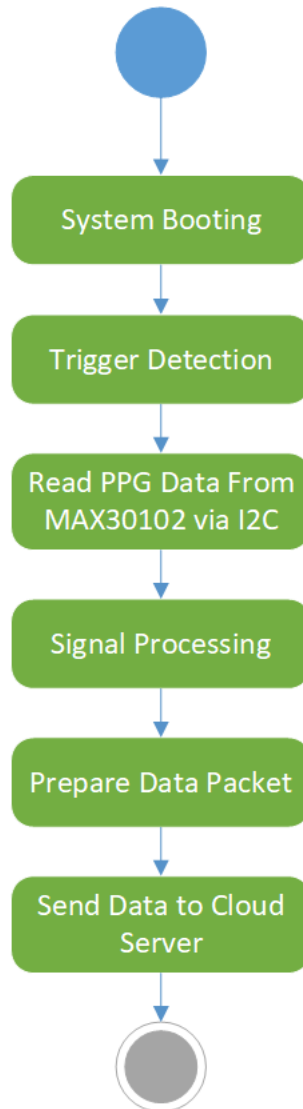 System Booting
Trigger Detection
Read PPG Data From
MAX30102 via I2C
Signal Processing
Prepare Data Packet
Send Data to Cloud
Server